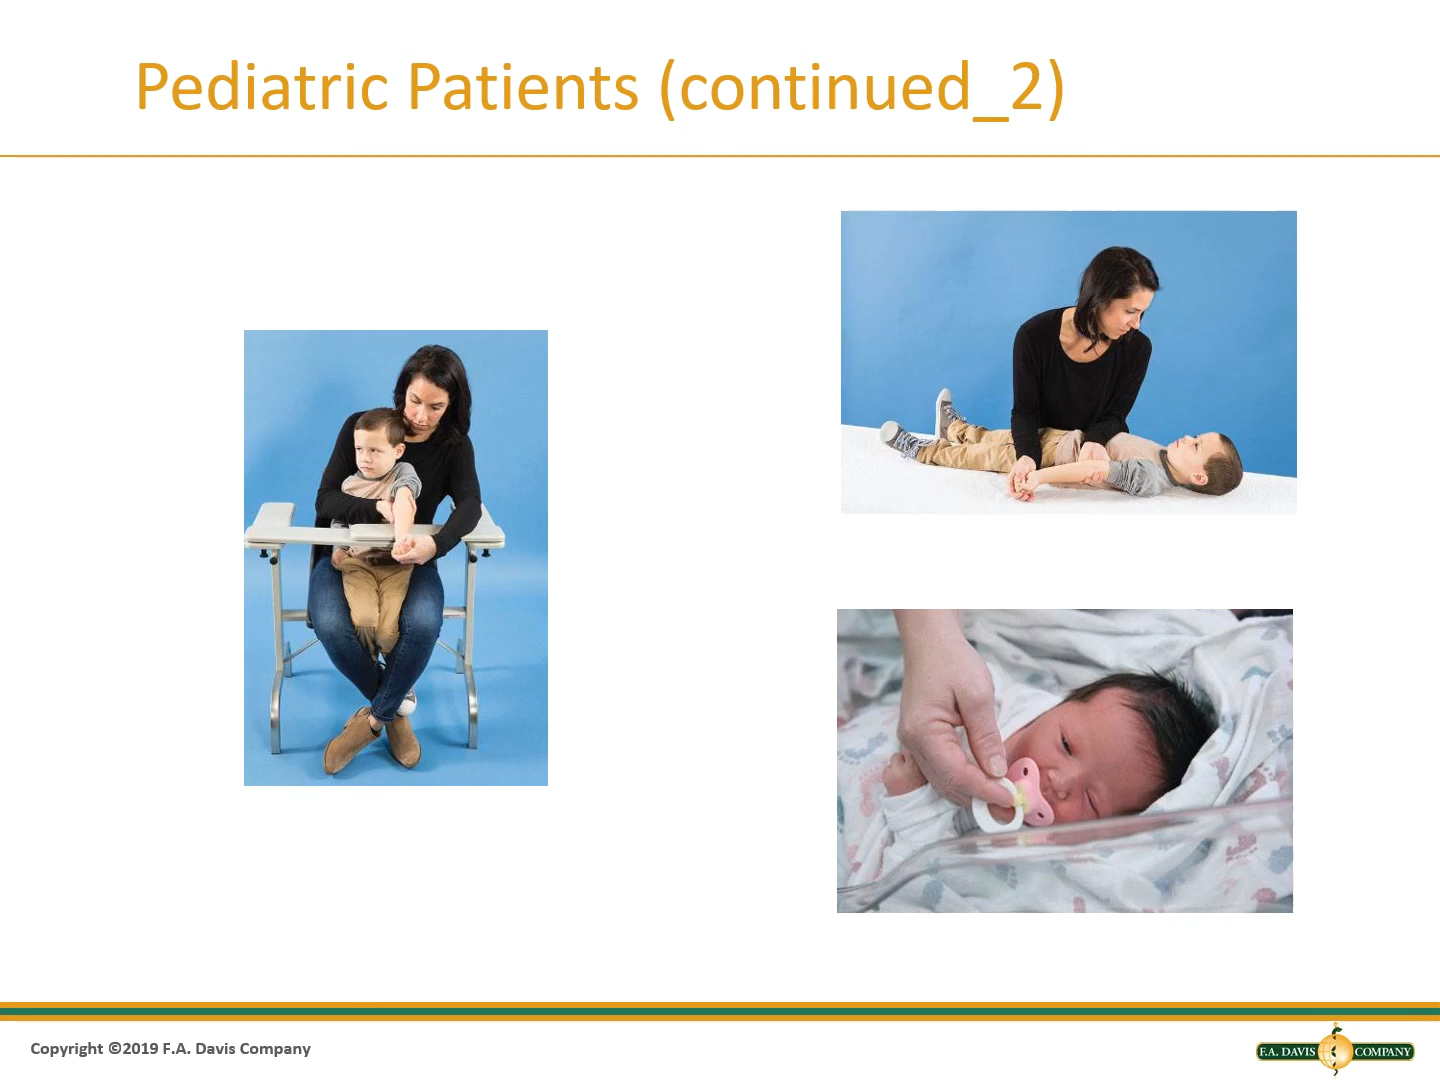 Pediatric Patients (continued_2)
Copyright ©2019 F.A. Davis Company
F.A. DAVIS COMPANY